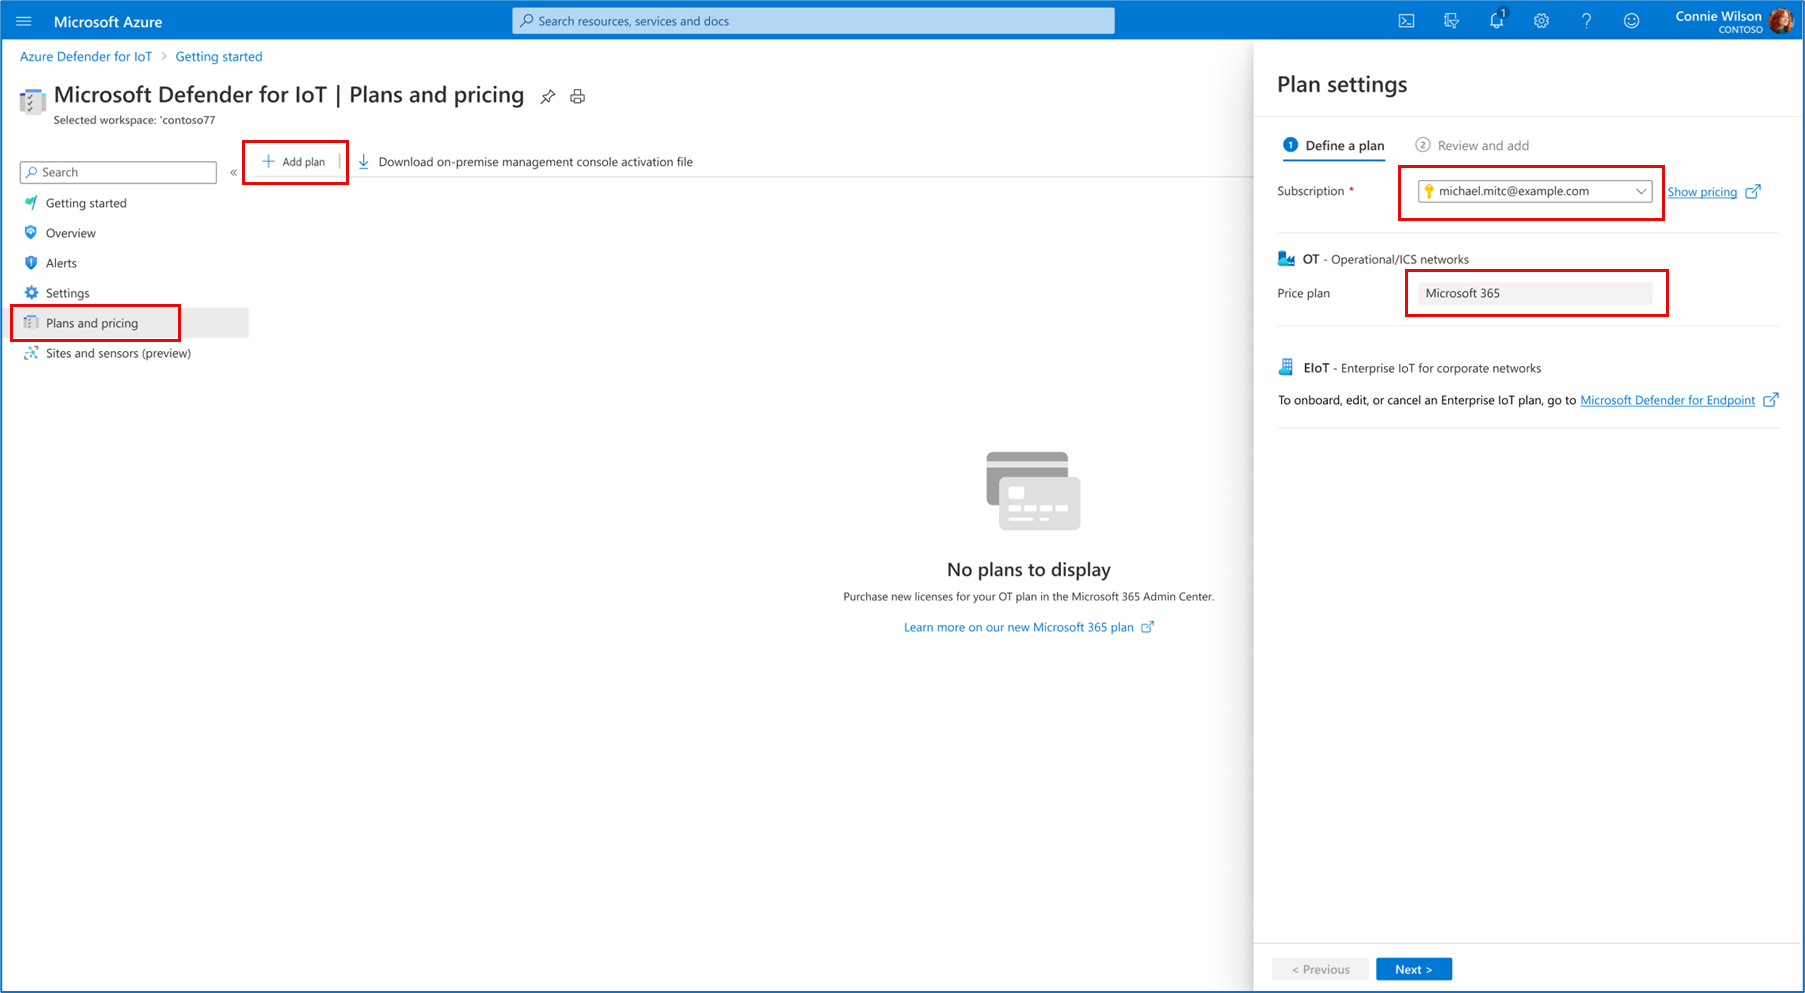 Microsoft Azure
Search resources, services and docs
1
Connie Wilson
CONTOSO
Azure Defender for IoT > Getting started
Microsoft Defender for IoT | Plans and pricing
Selected workspace: 'contoso77
Search
«
Add plan
Download on-premise management console activation file
Getting started
Overview
Alerts
Settings
Plans and pricing
Sites and sensors (preview)
No plans to display
Purchase new licenses for your OT plan in the Microsoft 365 Admin Center.
Learn more on our new Microsoft 365 plan
Plan settings
1 Define a plan
2 Review and add
Subscription *
michael.mitc@example.com
Show pricing
OT - Operational/ICS networks
Price plan
Microsoft 365
EIoT - Enterprise IoT for corporate networks
To onboard, edit, or cancel an Enterprise IoT plan, go to Microsoft Defender for Endpoint
< Previous
Next >